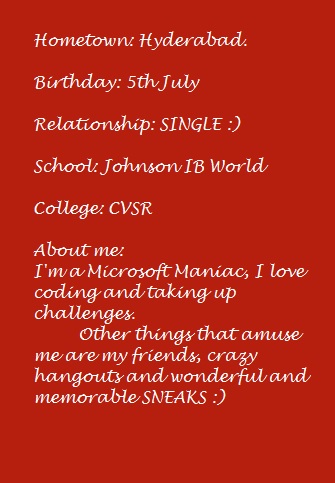 Hometown: Hyderabad.
Birthday: 5th July
Relationship: SINGLE :)
School: Johnson IB World
College: CVSR
About me:
I'm a Microsoft Maniac, I love
coding and taking up
challenges.
Other things that amuse
me are my friends, crazy
hangouts and wonderful and
memorable SNEAKS :)